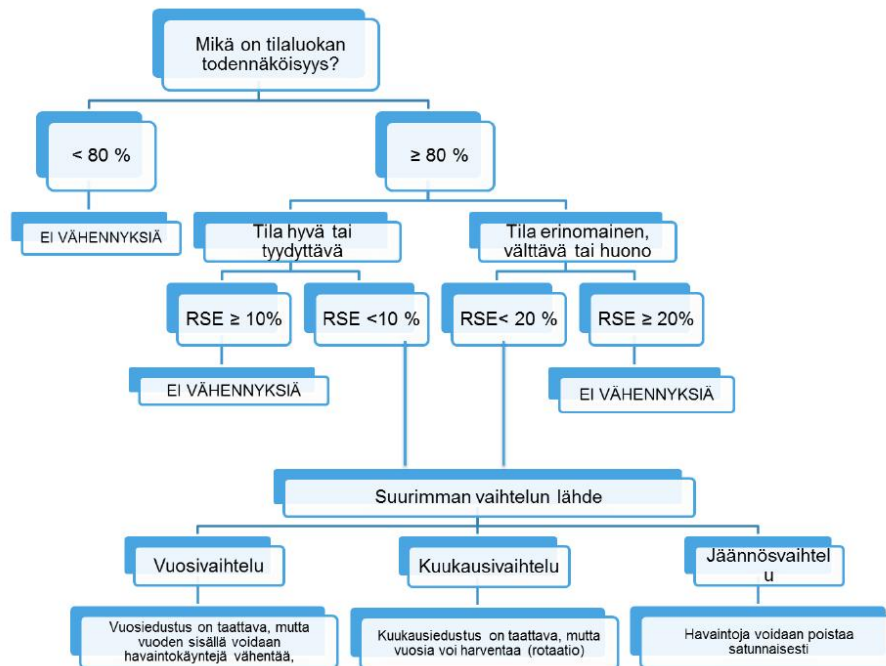 Mikä on tilaluokan
todennäköisyys?
< 80 %
≥ 80 %
EI VÄHENNYKSIÄ
Tila hyvä tai
tyydyttävä
Tila erinomainen,
välttävä tai huono
RSE ≥ 10%
RSE <10 %
RSE< 20 %
RSE ≥ 20%
EI VÄHENNYKSIÄ
EI VÄHENNYKSIÄ
Suurimman vaihtelun lähde
Vuosivaihtelu
Kuukausivaihtelu
Jäännösvaihtel
u
Vuosiedustus on taattava, mutta
vuoden sisällä voidaan
havaintokäyntejä vähentää,
Kuukausiedustus on taattava, mutta
vuosia voi harventaa (rotaatio)
Havaintoja voidaan poistaa
satunnaisesti